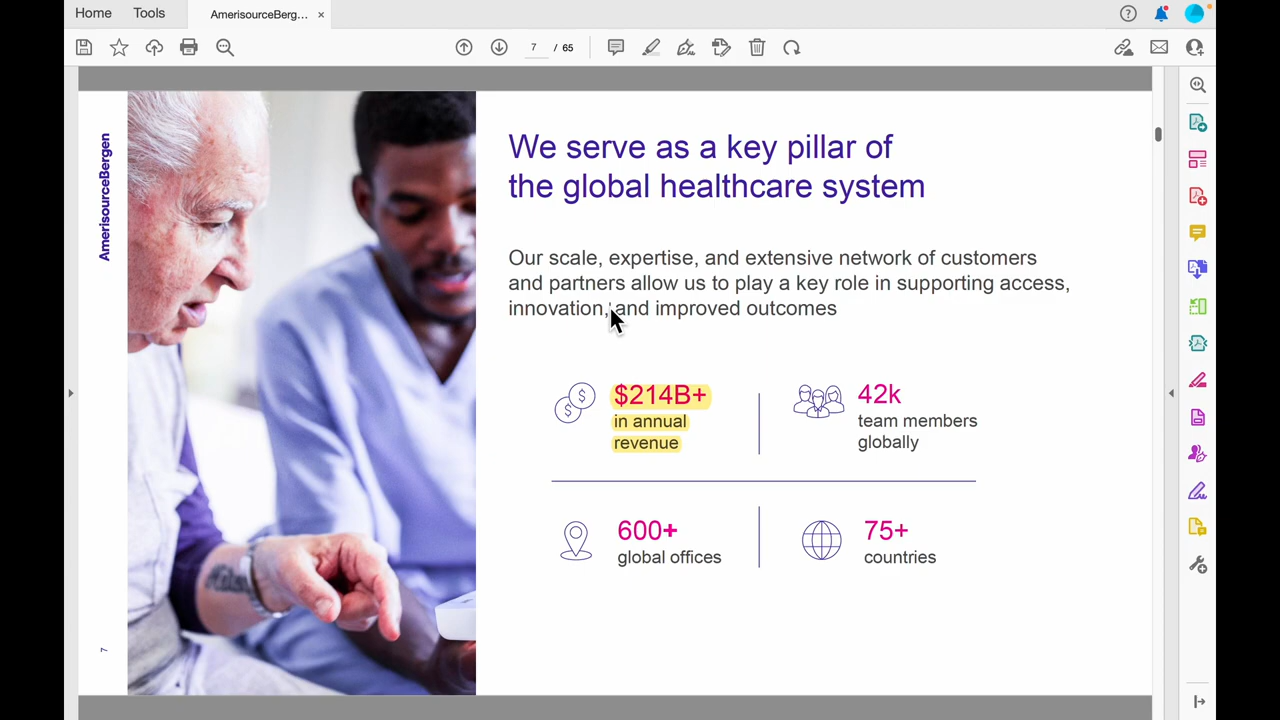 Home
Tools
AmerisourceBerg...
×
?
7 / 65
AmerisourceBergen
We serve as a key pillar of
the global healthcare system
Our scale, expertise, and extensive network of customers
and partners allow us to play a key role in supporting access,
innovation, and improved outcomes
$ $
$214B+
in annual
revenue
42k
team members
globally
600+
global offices
75+
countries
7